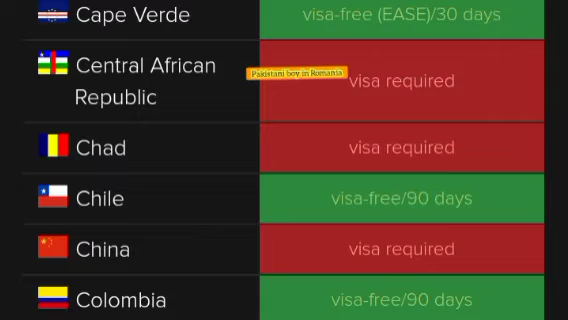 Cape Verde visa-free (EASE)/30 days
Central African
Republic
Pakistani boy in Romania
visa required
Chad visa required
Chile visa-free/90 days
China visa required
Colombia visa-free/90 days